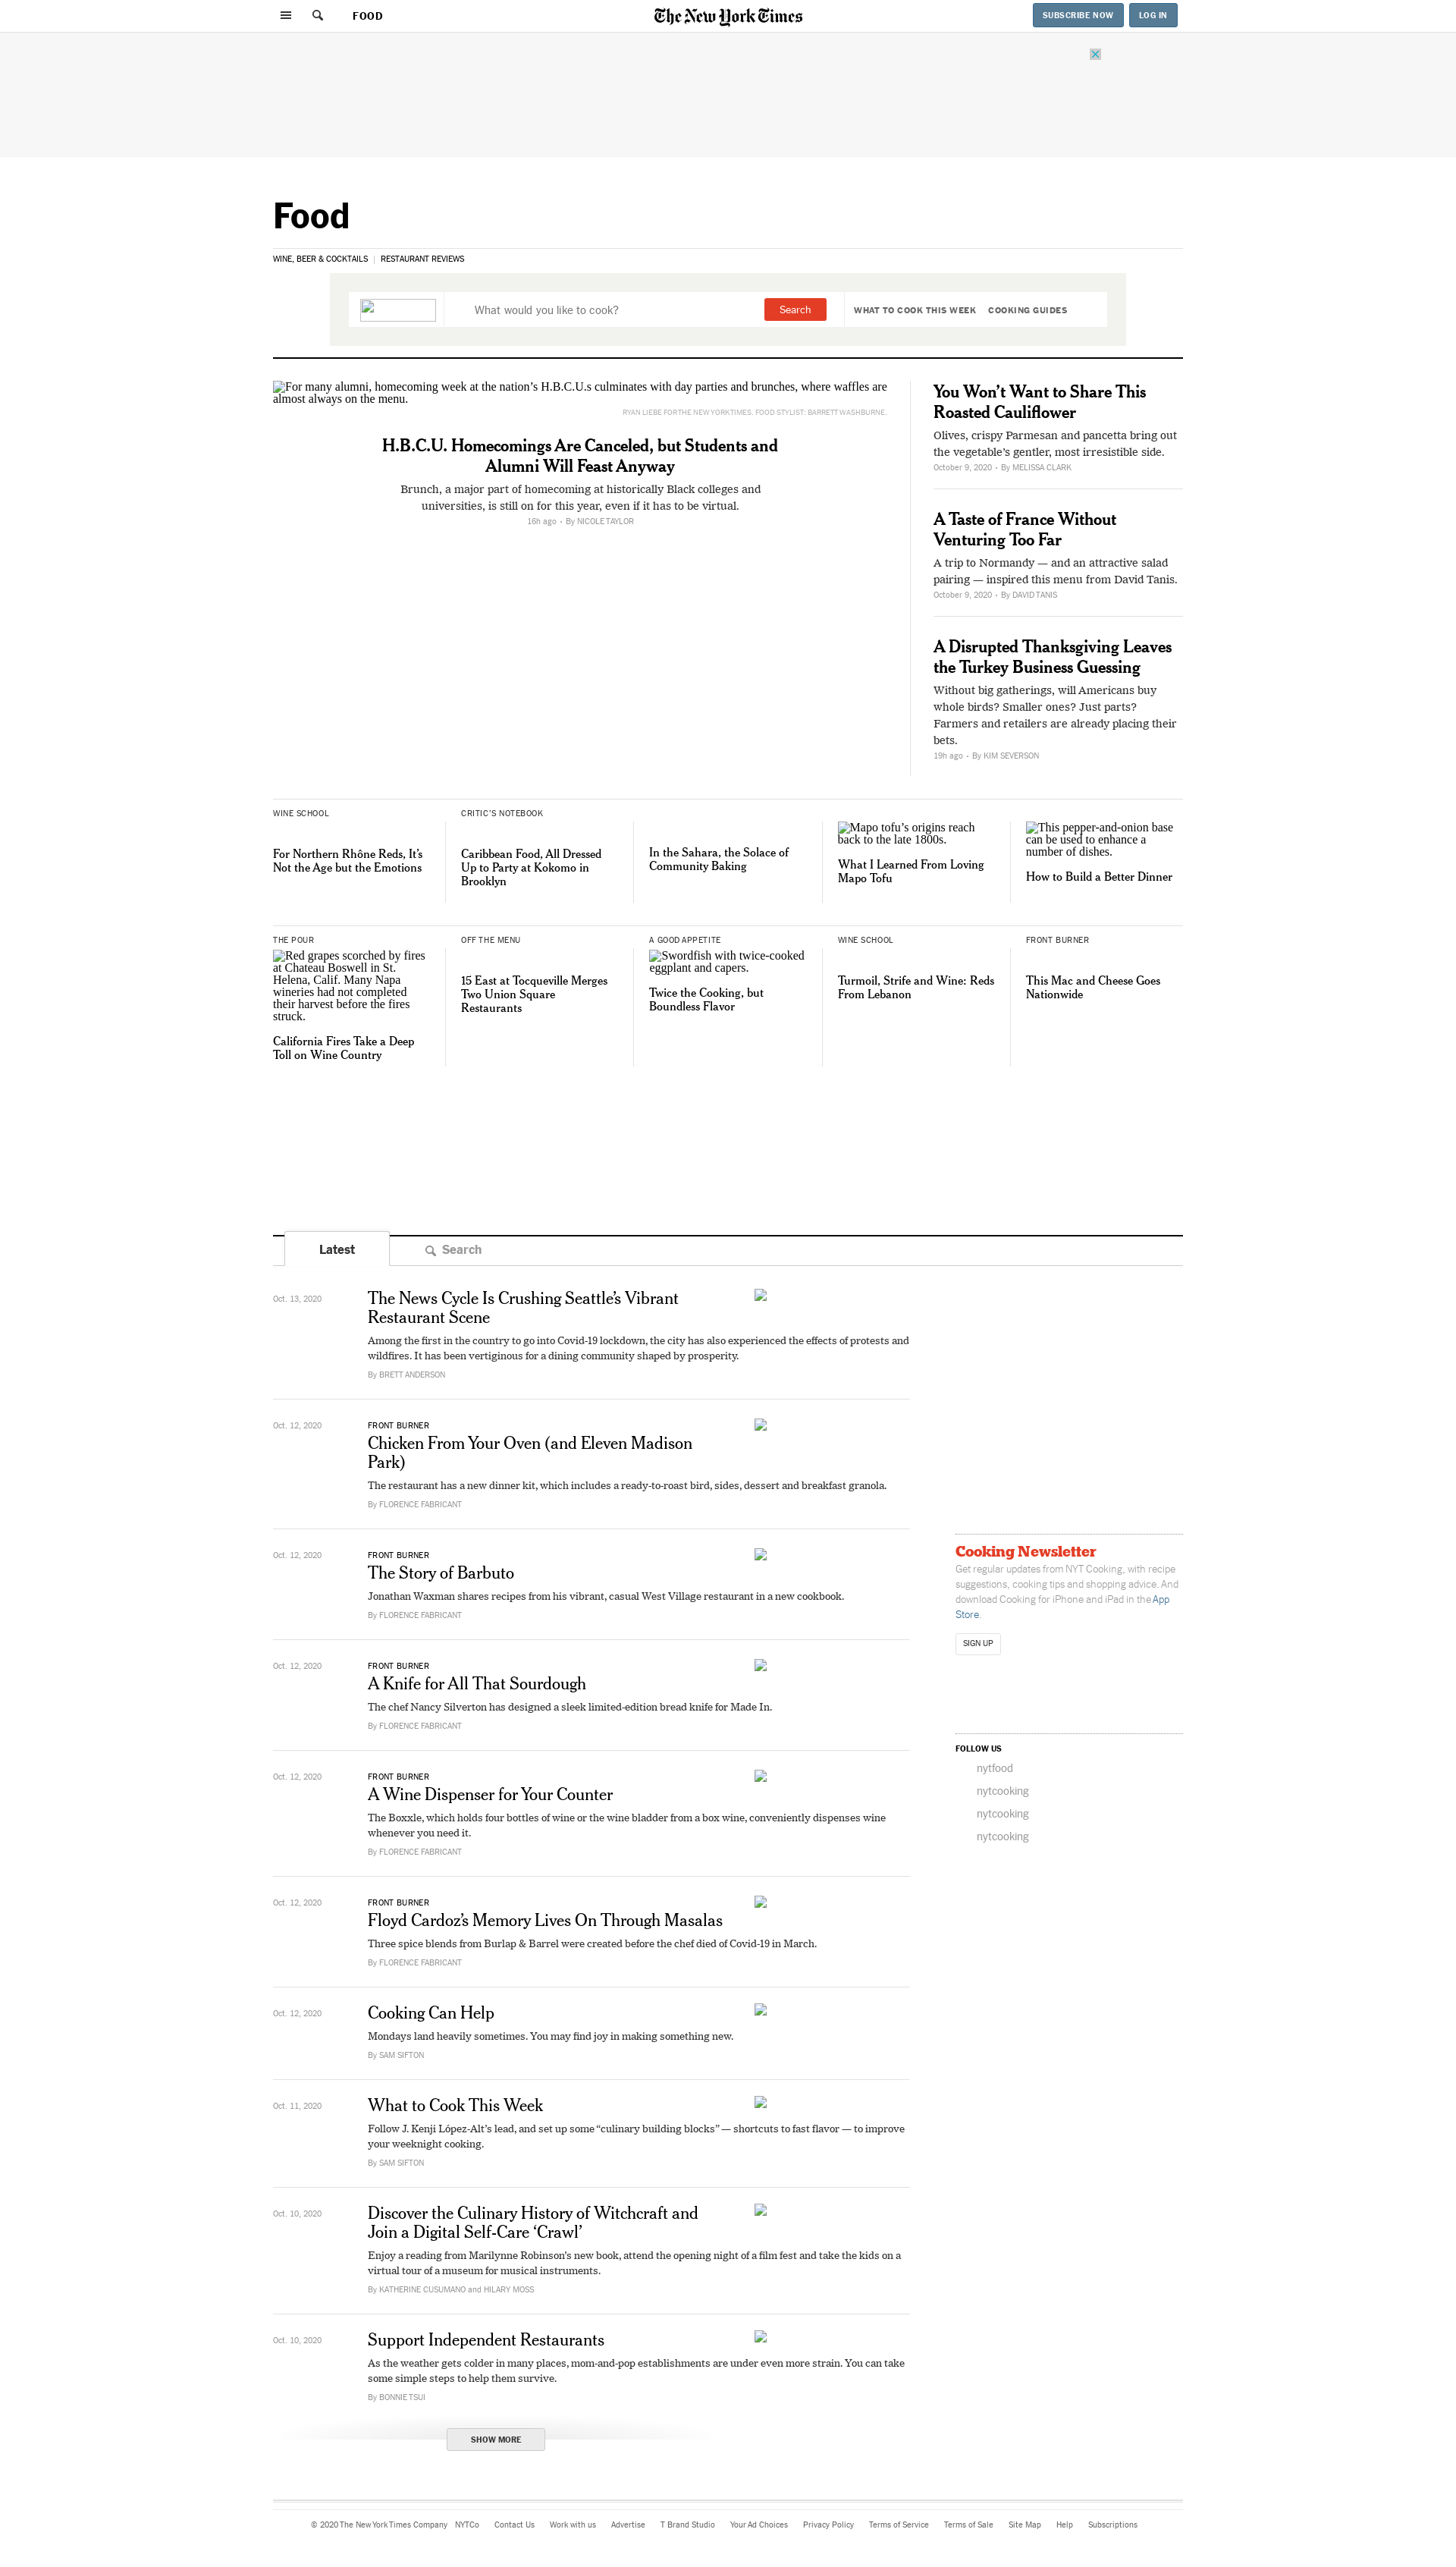 FOOD
The New York Times
SUBSCRIBE NOW
LOG IN
Food
WINE, BEER & COCKTAILS
RESTAURANT REVIEWS
What would you like to cook?
Search
WHAT TO COOK THIS WEEK
COOKING GUIDES
For many alumni, homecoming week at the nation’s H.B.C.U.s culminates with day parties and brunches, where waffles are
almost always on the menu.
RYAN LIEBE FOR THE NEW YORK TIMES. FOOD STYLIST: BARRETT WASHBURNE.
H.B.C.U. Homecomings Are Canceled, but Students and
Alumni Will Feast Anyway
Brunch, a major part of homecoming at historically Black colleges and
universities, is still on for this year, even if it has to be virtual.
16h ago • By NICOLE TAYLOR
You Won’t Want to Share This
Roasted Cauliflower
Olives, crispy Parmesan and pancetta bring out
the vegetable’s gentler, most irresistible side.
October 9, 2020 • By MELISSA CLARK
A Taste of France Without
Venturing Too Far
A trip to Normandy — and an attractive salad
pairing — inspired this menu from David Tanis.
October 9, 2020 • By DAVID TANIS
A Disrupted Thanksgiving Leaves
the Turkey Business Guessing
Without big gatherings, will Americans buy
whole birds? Smaller ones? Just parts?
Farmers and retailers are already placing their
bets.
19h ago • By KIM SEVERSON
WINE SCHOOL
For Northern Rhône Reds, It’s
Not the Age but the Emotions
CRITIC’S NOTEBOOK
Caribbean Food, All Dressed
Up to Party at Kokomo in
Brooklyn
In the Sahara, the Solace of
Community Baking
Mapo tofu’s origins reach
back to the late 1800s.
What I Learned From Loving
Mapo Tofu
This pepper-and-onion base
can be used to enhance a
number of dishes.
How to Build a Better Dinner
THE POUR
Red grapes scorched by fires
at Chateau Boswell in St.
Helena, Calif. Many Napa
wineries had not completed
their harvest before the fires
struck.
California Fires Take a Deep
Toll on Wine Country
OFF THE MENU
15 East at Tocqueville Merges
Two Union Square
Restaurants
A GOOD APPETITE
Swordfish with twice-cooked
eggplant and capers.
Twice the Cooking, but
Boundless Flavor
WINE SCHOOL
Turmoil, Strife and Wine: Reds
From Lebanon
FRONT BURNER
This Mac and Cheese Goes
Nationwide
Latest
Search
Oct. 13, 2020
The News Cycle Is Crushing Seattle’s Vibrant
Restaurant Scene
Among the first in the country to go into Covid-19 lockdown, the city has also experienced the effects of protests and
wildfires. It has been vertiginous for a dining community shaped by prosperity.
By BRETT ANDERSON
Oct. 12, 2020
FRONT BURNER
Chicken From Your Oven (and Eleven Madison
Park)
The restaurant has a new dinner kit, which includes a ready-to-roast bird, sides, dessert and breakfast granola.
By FLORENCE FABRICANT
Oct. 12, 2020
FRONT BURNER
The Story of Barbuto
Jonathan Waxman shares recipes from his vibrant, casual West Village restaurant in a new cookbook.
By FLORENCE FABRICANT
Oct. 12, 2020
FRONT BURNER
A Knife for All That Sourdough
The chef Nancy Silverton has designed a sleek limited-edition bread knife for Made In.
By FLORENCE FABRICANT
Oct. 12, 2020
FRONT BURNER
A Wine Dispenser for Your Counter
The Boxxle, which holds four bottles of wine or the wine bladder from a box wine, conveniently dispenses wine
whenever you need it.
By FLORENCE FABRICANT
Oct. 12, 2020
FRONT BURNER
Floyd Cardoz’s Memory Lives On Through Masalas
Three spice blends from Burlap & Barrel were created before the chef died of Covid-19 in March.
By FLORENCE FABRICANT
Oct. 12, 2020
Cooking Can Help
Mondays land heavily sometimes. You may find joy in making something new.
By SAM SIFTON
Oct. 11, 2020
What to Cook This Week
Follow J. Kenji López-Alt’s lead, and set up some “culinary building blocks” — shortcuts to fast flavor — to improve
your weeknight cooking.
By SAM SIFTON
Oct. 10, 2020
Discover the Culinary History of Witchcraft and
Join a Digital Self-Care ‘Crawl’
Enjoy a reading from Marilynne Robinson’s new book, attend the opening night of a film fest and take the kids on a
virtual tour of a museum for musical instruments.
By KATHERINE CUSUMANO and HILARY MOSS
Oct. 10, 2020
Support Independent Restaurants
As the weather gets colder in many places, mom-and-pop establishments are under even more strain. You can take
some simple steps to help them survive.
By BONNIE TSUI
SHOW MORE
Cooking Newsletter
Get regular updates from NYT Cooking, with recipe
suggestions, cooking tips and shopping advice. And
download Cooking for iPhone and iPad in the App
Store.
SIGN UP
FOLLOW US
nytfood
nytcooking
nytcooking
nytcooking
© 2020 The New York Times Company
NYTCo
Contact Us
Work with us
Advertise
T Brand Studio
Your Ad Choices
Privacy Policy
Terms of Service
Terms of Sale
Site Map
Help
Subscriptions